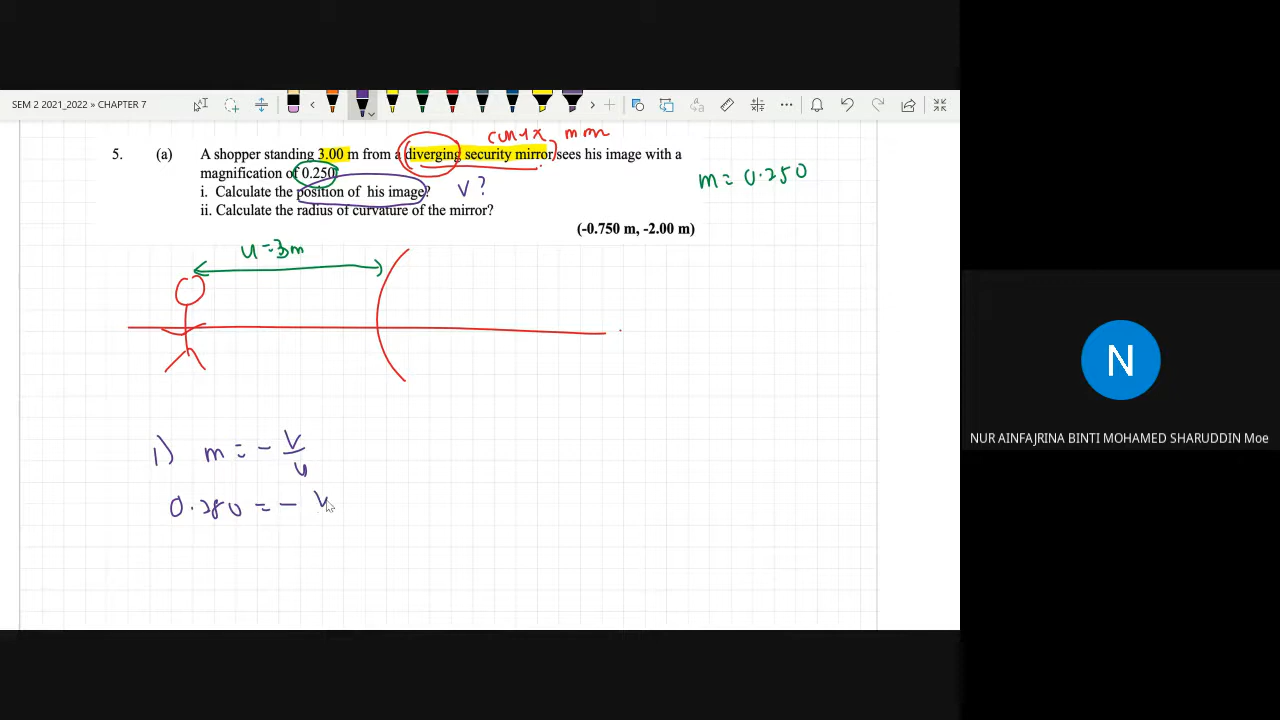 SEM 2 2021_2022 » CHAPTER 7
convex mirror
5. (a) A shopper standing 3.00 m from a diverging security mirror sees his image with a
magnification of 0.250.
i. Calculate the position of his image? v?
ii. Calculate the radius of curvature of the mirror?
(-0.750 m, -2.00 m)
m = 0.250
u = 3m
1) m = - v/u
0.250 = - v
N
NUR AINFAJRINA BINTI MOHAMED SHARUDDIN Moe